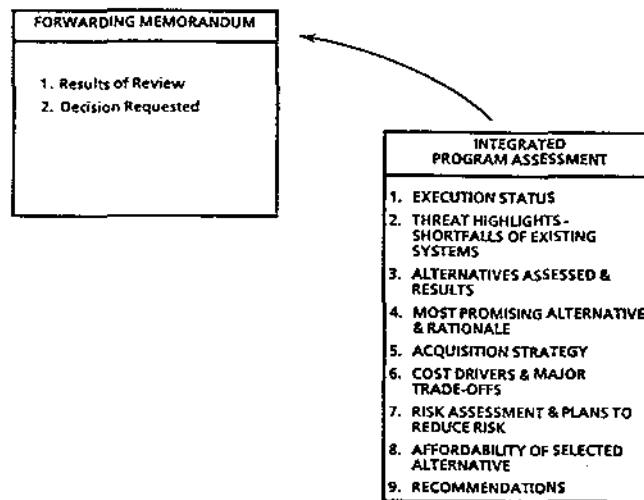 FORWARDING MEMORANDUM
1. Results of Review
2. Decision Requested
INTEGRATED
PROGRAM ASSESSMENT
1. EXECUTION STATUS
2. THREAT HIGHLIGHTS -
SHORTFALLS OF EXISTING
SYSTEMS
3. ALTERNATIVES ASSESSED &
RESULTS
4. MOST PROMISING ALTERNATIVE
& RATIONALE
5. ACQUISITION STRATEGY
6. COST DRIVERS & MAJOR
TRADE-OFFS
7. RISK ASSESSMENT & PLANS TO
REDUCE RISK
8. AFFORDABILITY OF SELECTED
ALTERNATIVE
9. RECOMMENDATIONS